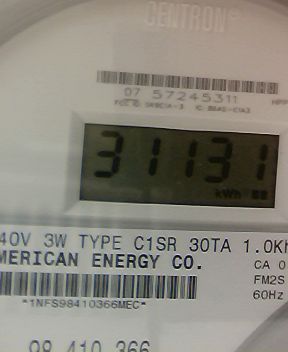 CENTRON®
07 57245311
31131
kWh
40V 3W TYPE C1SR 30TA 1.0Kh
MERICAN ENERGY CO.
CA 0
FM2S
60Hz
*1NFS98410366MEC*
98 410 366